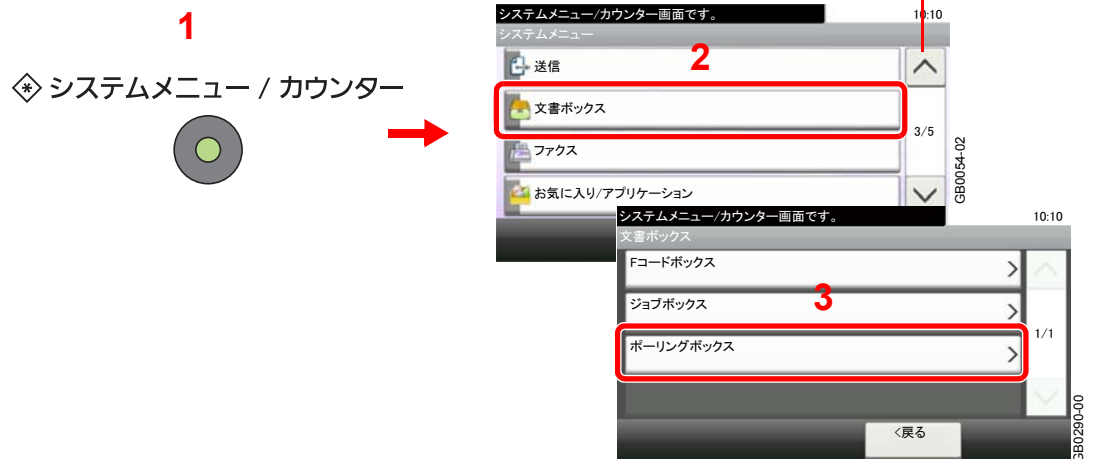 1
システムメニュー / カウンター
システムメニュー/カウンター画面です。
10:10
システムメニュー
2
送信
文書ボックス
3/5
ファクス
お気に入り/アプリケーション
GB0054-02
システムメニュー/カウンター画面です。
10:10
文書ボックス
Fコードボックス
3
ジョブボックス
1/1
ポーリングボックス
<戻る
GB0290-00